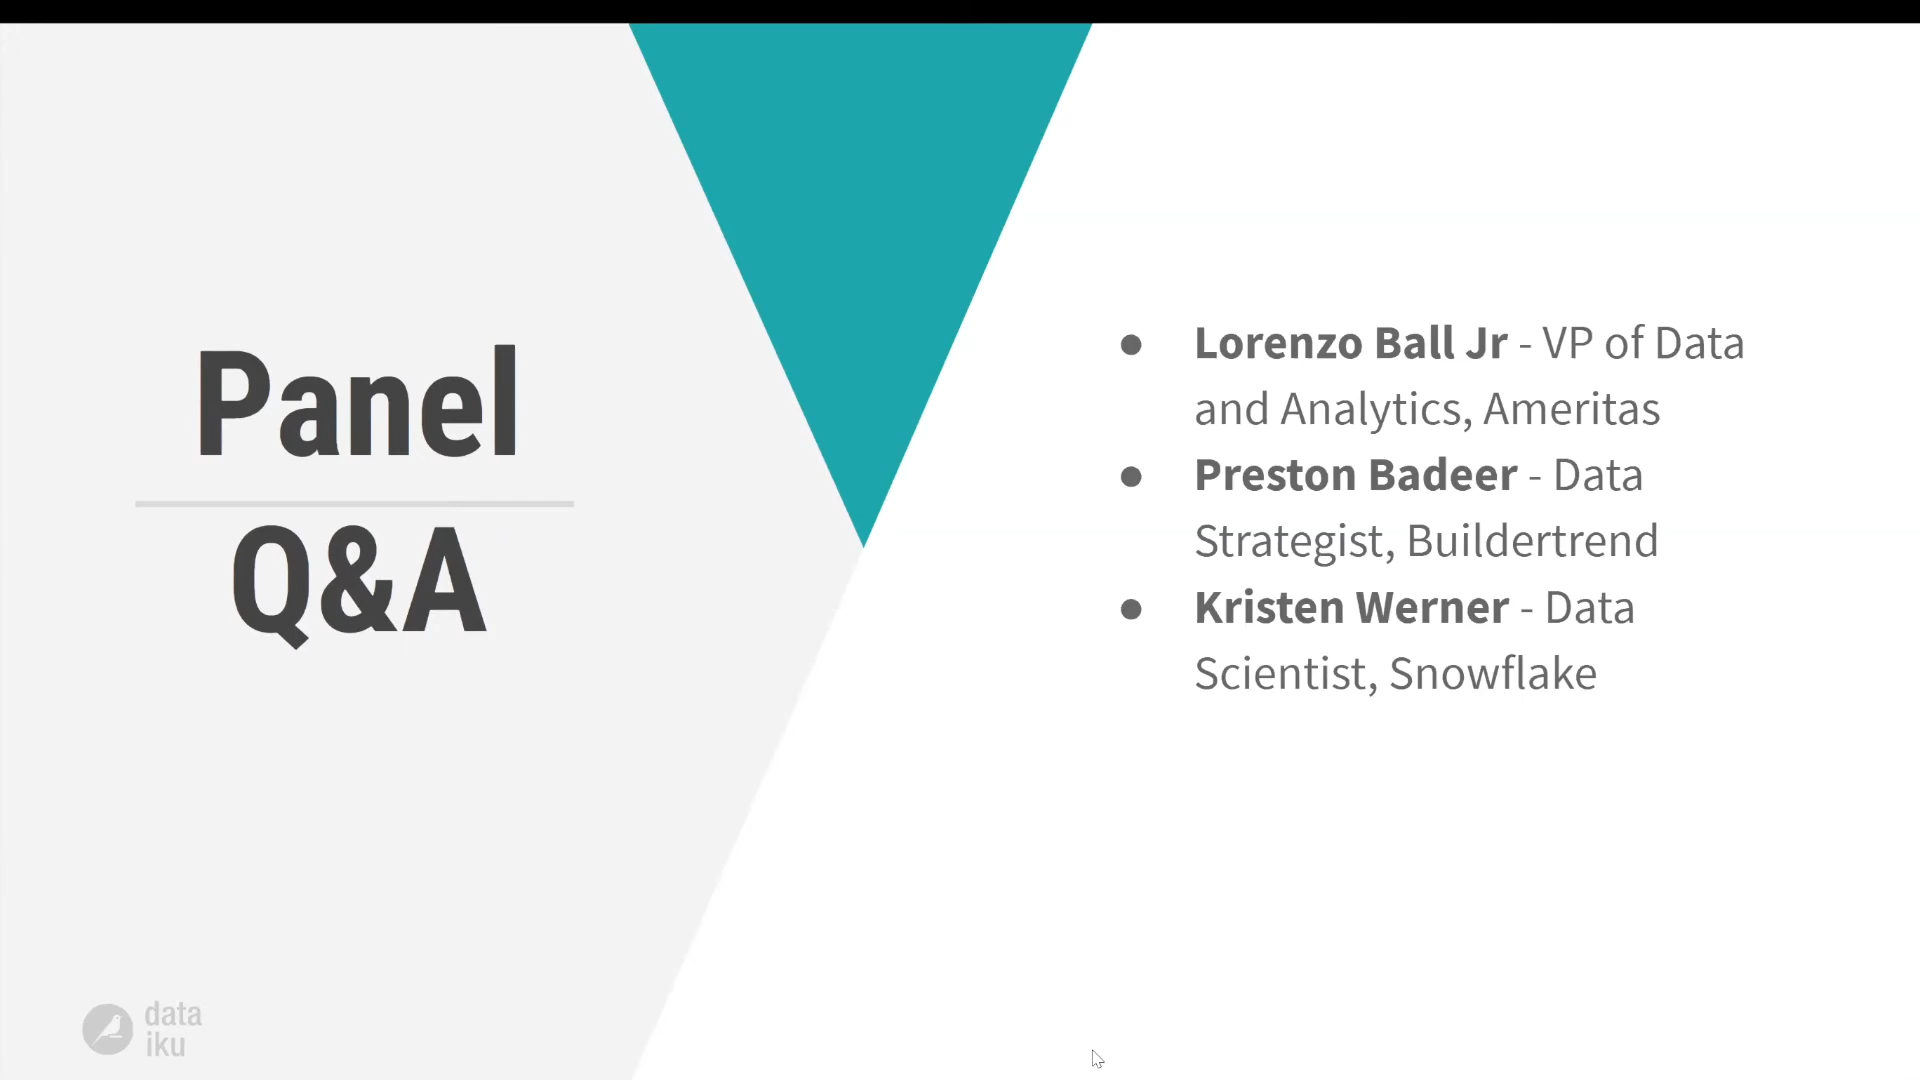 Panel
Q&A
● Lorenzo Ball Jr - VP of Data
and Analytics, Ameritas
● Preston Badeer - Data
Strategist, Buildertrend
● Kristen Werner - Data
Scientist, Snowflake
data
iku